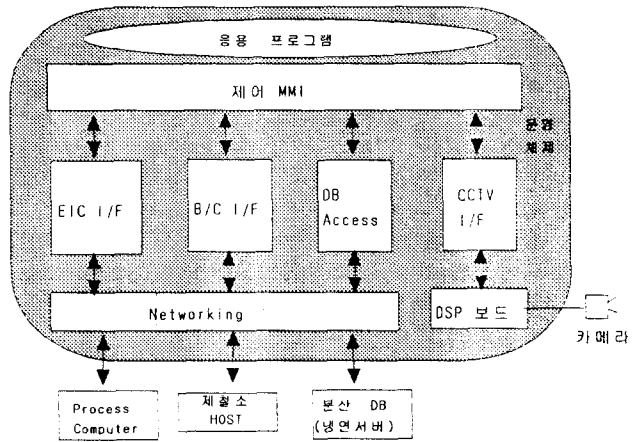 응용 프로그램
제어 MMI
운영
체제
EIC I/F
B/C I/F
DB
Access
CCTV
I/F
Networking
DSP 보드
카메라
Process
Computer
제철소
HOST
분산 DB
(냉연서버)